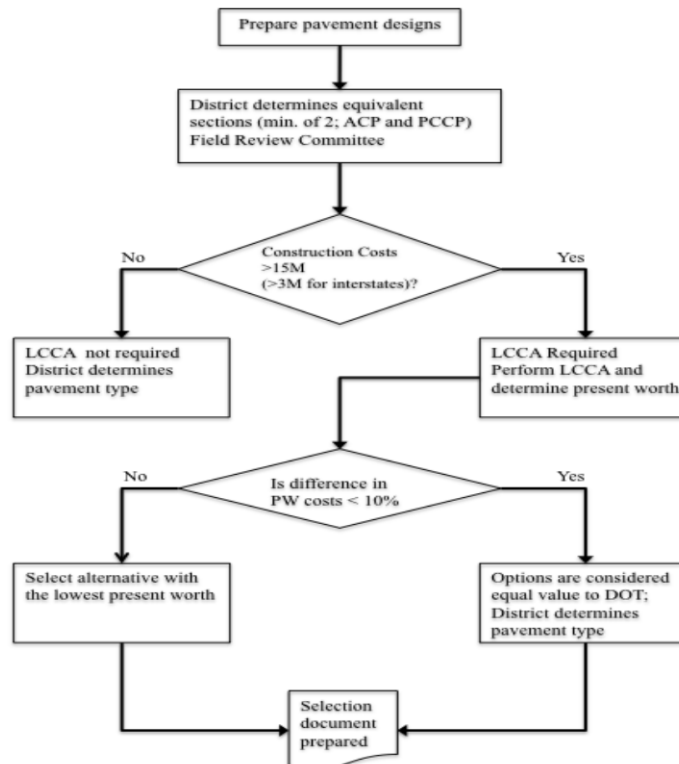 Prepare pavement designs
District determines equivalent
sections (min. of 2; ACP and PCCP)
Field Review Committee
Construction Costs
>15M
(>3M for interstates)?
No
Yes
LCCA not required
District determines
pavement type
LCCA Required
Perform LCCA and
determine present worth
Is difference in
PW costs < 10%
No
Yes
Select alternative with
the lowest present worth
Options are considered
equal value to DOT;
District determines
pavement type
Selection
document
prepared